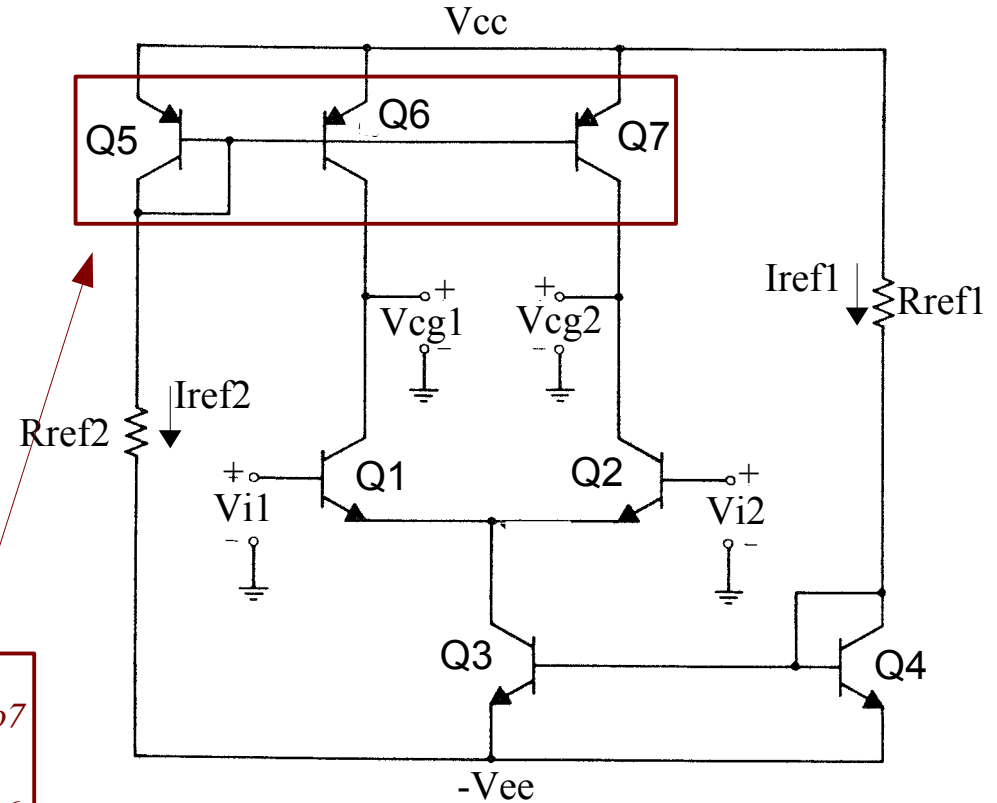 Vcc
Q5
Q6
Q7
Iref1
Rref1
+
Vcg1
-
+
Vcg2
-
Iref2
Rref2
+
Vi1
-
Q1
Q2
+
Vi2
-
Q3
Q4
-Vee